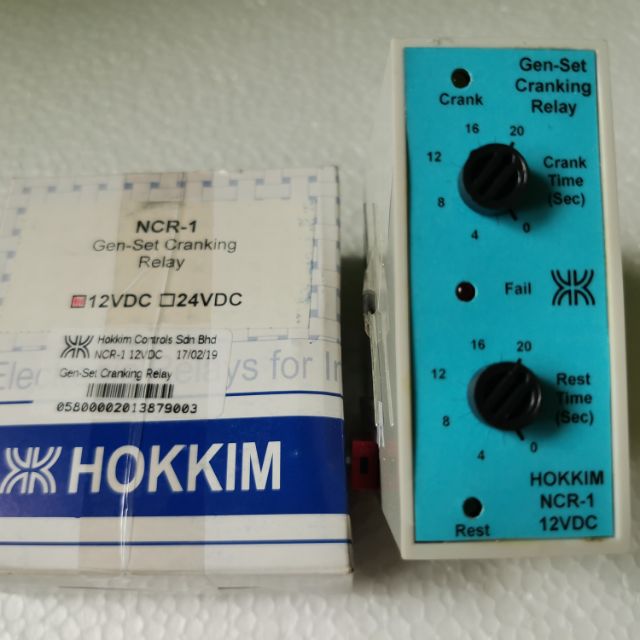 NCR-1
Gen-Set Cranking
Relay
12VDC 24VDC
Hokkim Controls Sdn Bhd
NCR-1 12VDC 17/02/19
Gen-Set Cranking Relay
05800002013879003
ys for
HOKKIM
Gen-Set
Cranking
Relay
Crank
16 20
12
8
4 0
Crank
Time
(Sec)
Fail
16 20
12
8
4 0
Rest
Time
(Sec)
HOKKIM
NCR-1
12VDC
Rest